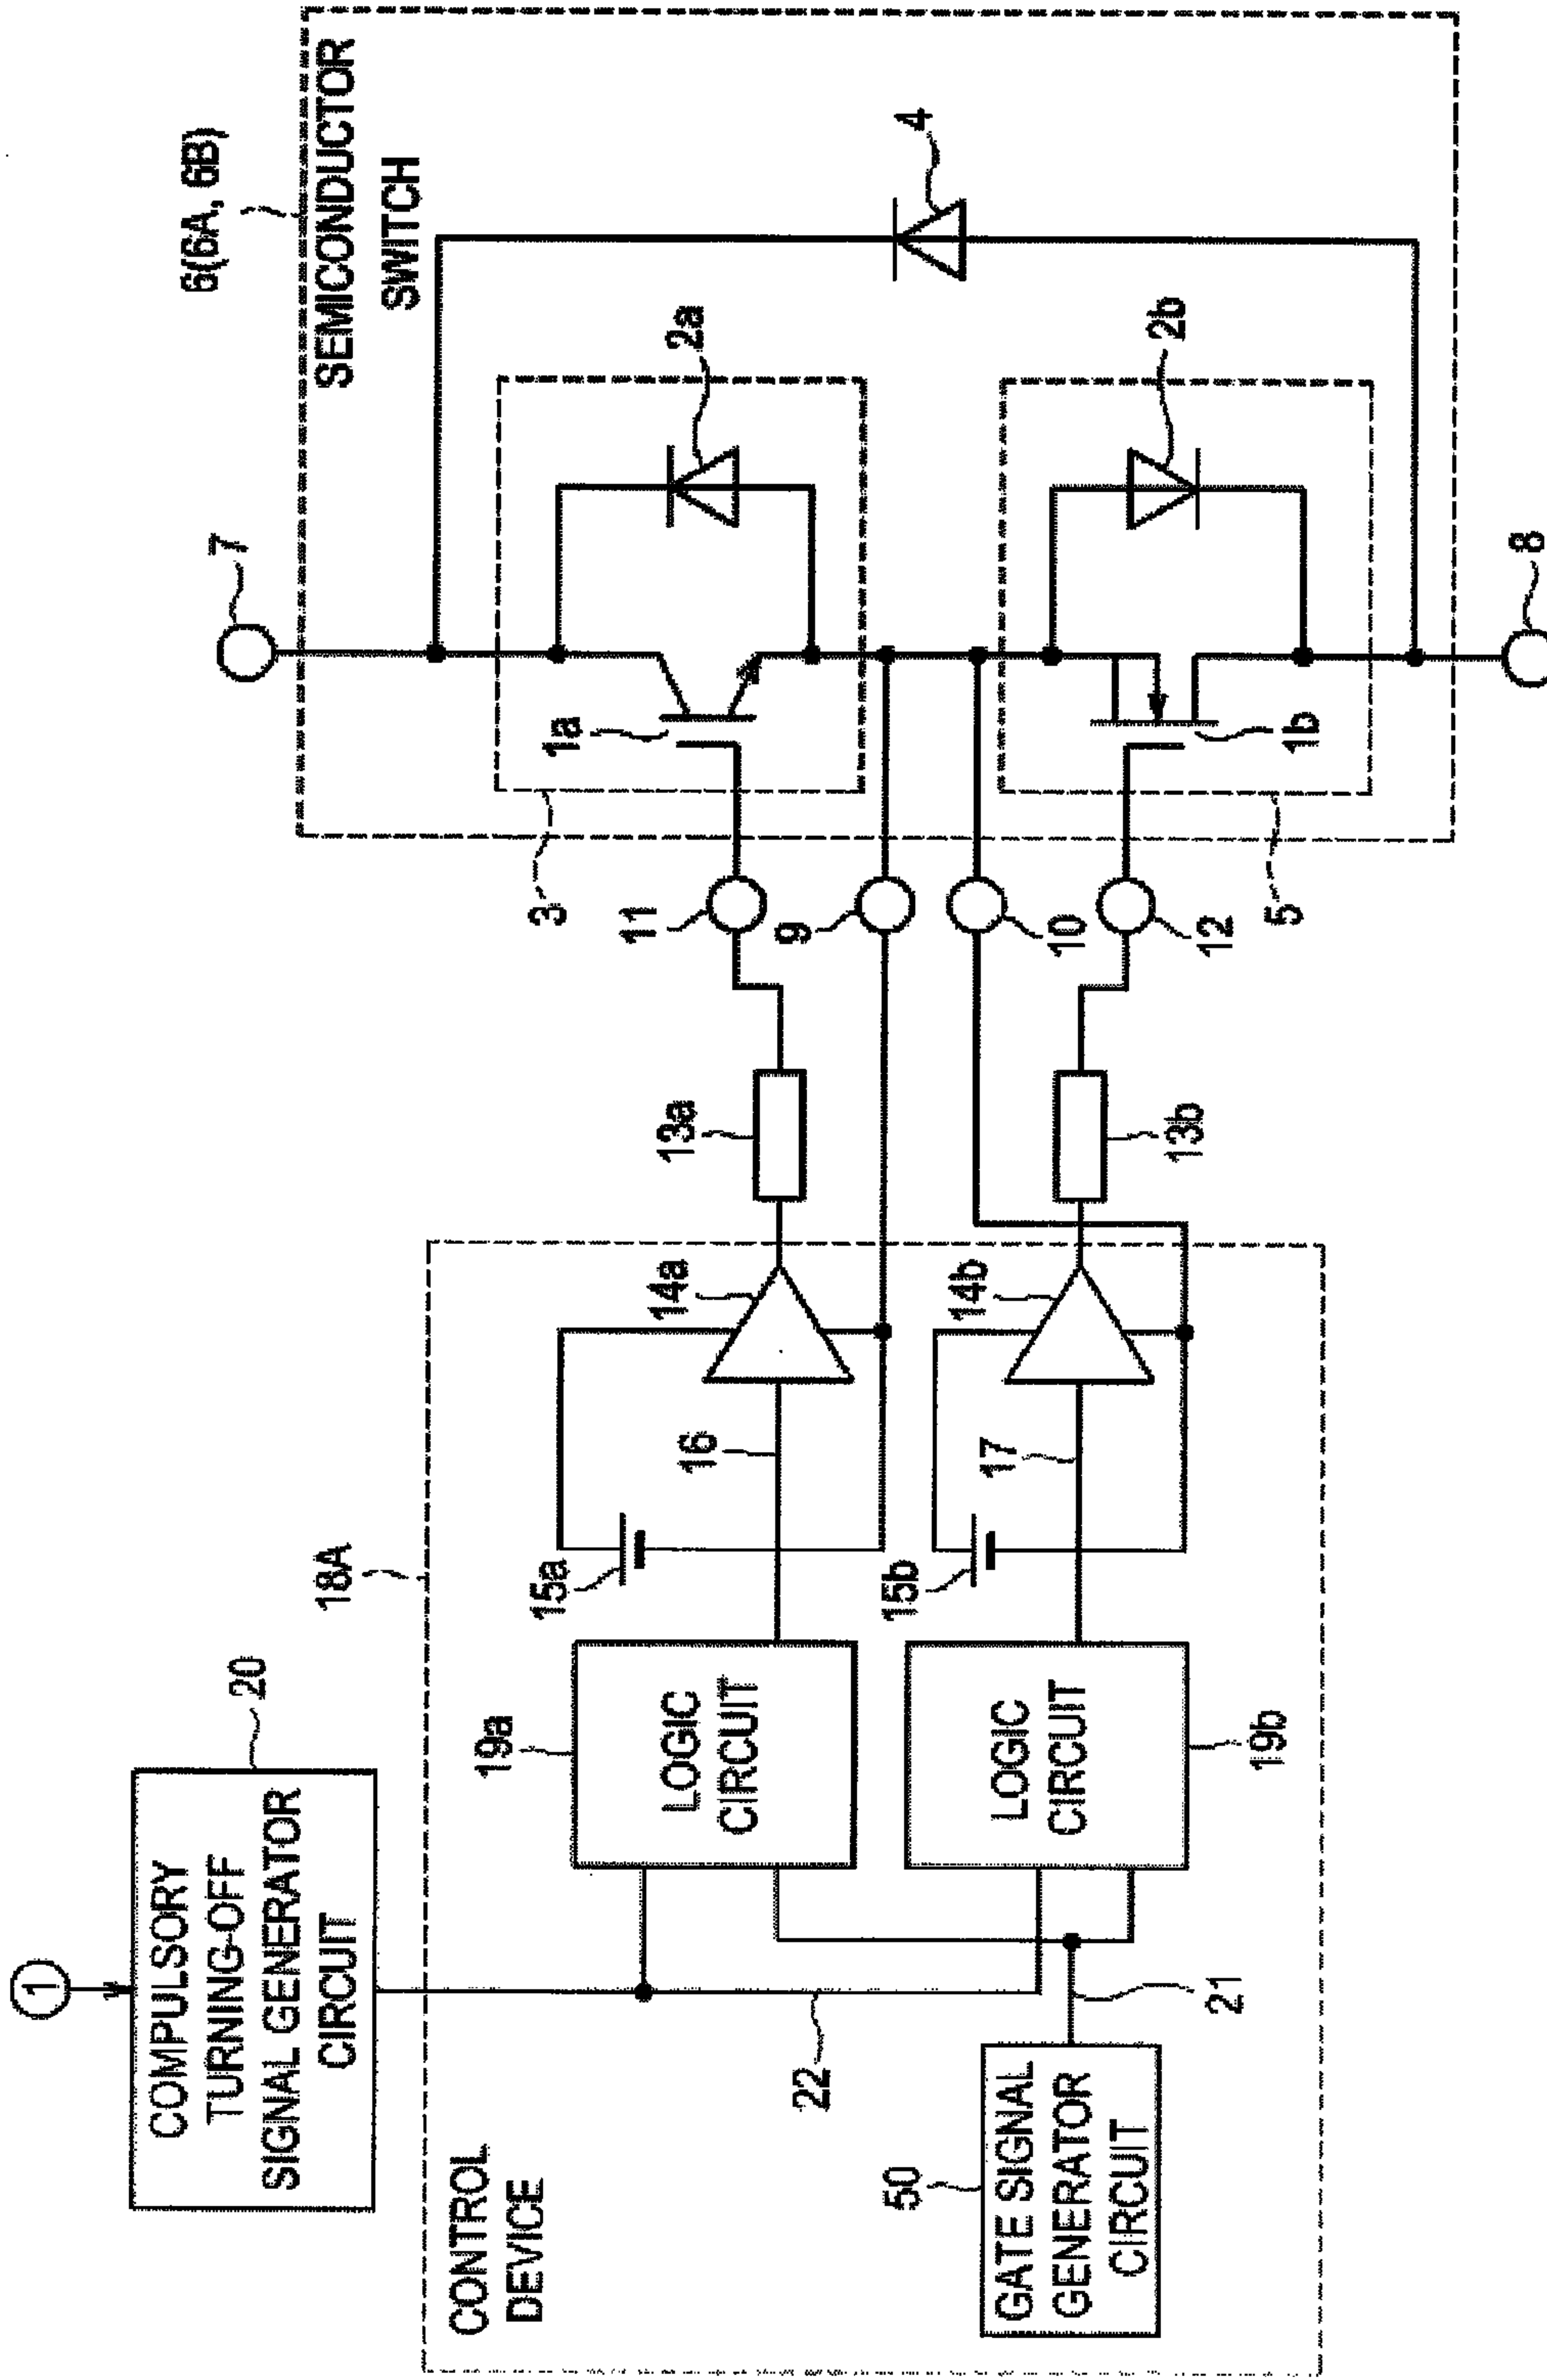 1
COMPULSORY
TURNING-OFF
SIGNAL GENERATOR
CIRCUIT
20
6(6A, 6B)
SEMICONDUCTOR
SWITCH
7
4
2a
1a
3
11
9
10
12
5
1b
2b
8
18A
CONTROL
DEVICE
13a
14a
16
15a
19a
LOGIC
CIRCUIT
13b
14b
17
15b
LOGIC
CIRCUIT
19b
22
21
50
GATE SIGNAL
GENERATOR
CIRCUIT